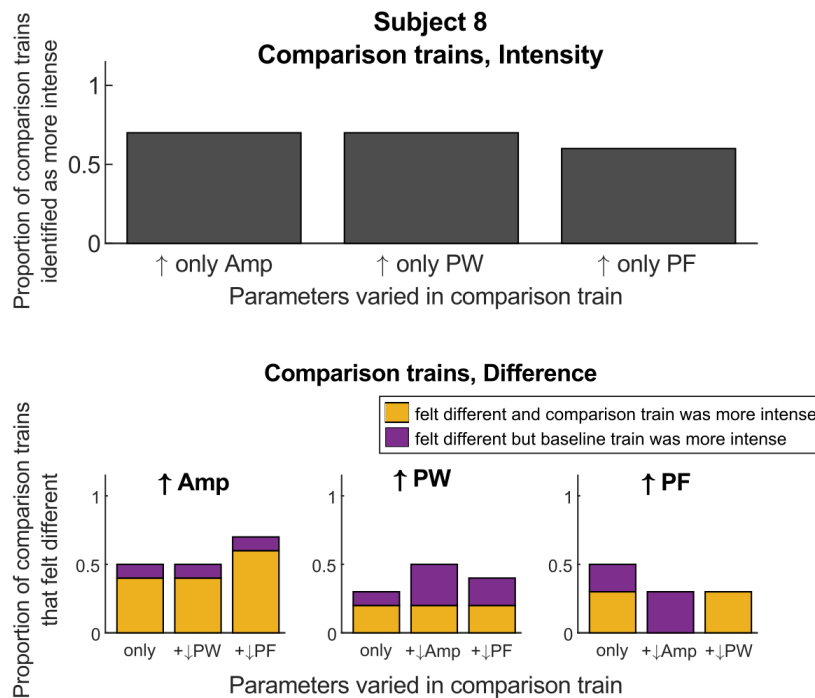 Subject 8
Comparison trains, Intensity
Proportion of comparison trains
identified as more intense
1
0.5
0
↑ only Amp
↑ only PW
↑ only PF
Parameters varied in comparison train
Comparison trains, Difference
felt different and comparison train was more intense
felt different but baseline train was more intense
Proportion of comparison trains
that felt different
↑ Amp
1
0.5
0
only
+↓PW
+↓PF
↑ PW
1
0.5
0
only
+↓Amp
+↓PF
↑ PF
1
0.5
0
only
+↓Amp
+↓PW
Parameters varied in comparison train